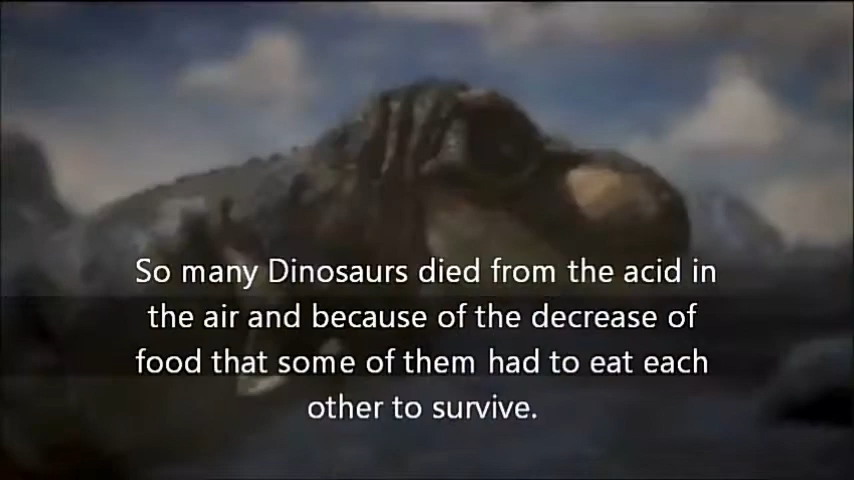 So many Dinosaurs died from the acid in
the air and because of the decrease of
food that some of them had to eat each
other to survive.